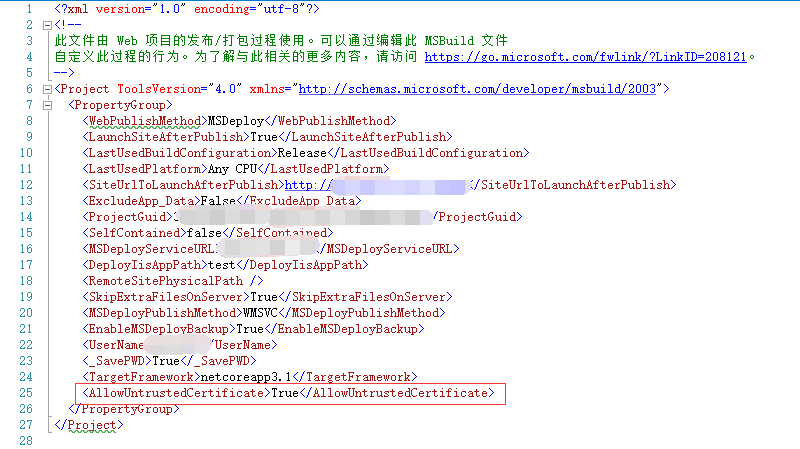 1 <?xml version="1.0" encoding="utf-8"?>
2 <!--
3 此文件由 Web 项目的发布/打包过程使用。可以通过编辑此 MSBuild 文件
4 自定义此过程的行为。为了解与此相关的更多内容，请访问 https://go.microsoft.com/fwlink/?LinkID=208121。
5 -->
6 <Project ToolsVersion="4.0" xmlns="http://schemas.microsoft.com/developer/msbuild/2003">
7 <PropertyGroup>
8 <WebPublishMethod>MSDeploy</WebPublishMethod>
9 <LaunchSiteAfterPublish>True</LaunchSiteAfterPublish>
10 <LastUsedBuildConfiguration>Release</LastUsedBuildConfiguration>
11 <LastUsedPlatform>Any CPU</LastUsedPlatform>
12 <SiteUrlToLaunchAfterPublish>http:/ /SiteUrlToLaunchAfterPublish>
13 <ExcludeApp_Data>False</ExcludeApp_Data>
14 <ProjectGuid> /ProjectGuid>
15 <SelfContained>false</SelfContained>
16 <MSDeployServiceURL /MSDeployServiceURL>
17 <DeployIisAppPath>test</DeployIisAppPath>
18 <RemoteSitePhysicalPath />
19 <SkipExtraFilesOnServer>True</SkipExtraFilesOnServer>
20 <MSDeployPublishMethod>WMSVC</MSDeployPublishMethod>
21 <EnableMSDeployBackup>True</EnableMSDeployBackup>
22 <UserName /UserName>
23 <_SavePWD>True</_SavePWD>
24 <TargetFramework>netcoreapp3.1</TargetFramework>
25 <AllowUntrustedCertificate>True</AllowUntrustedCertificate>
26 </PropertyGroup>
27 </Project>
28